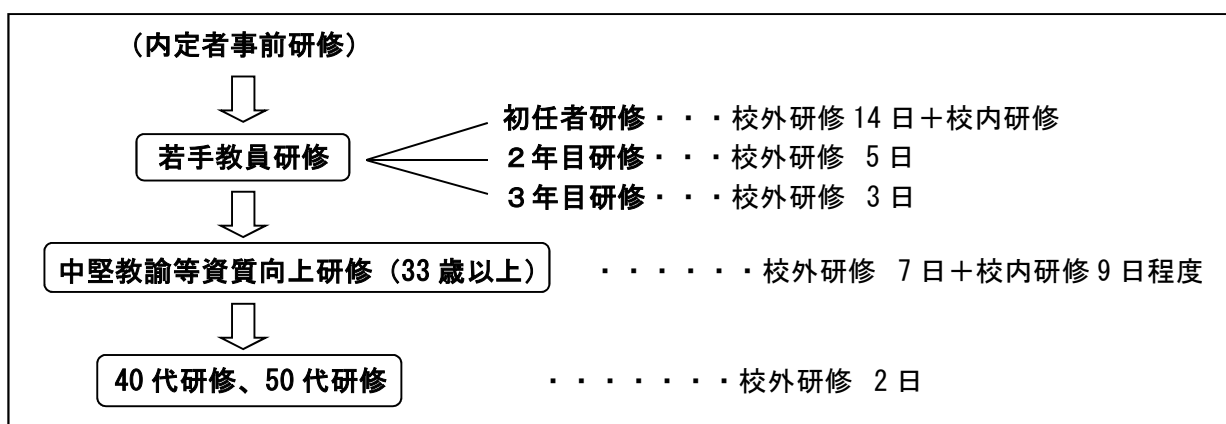 （内定者事前研修）
初任者研修・・・校外研修 14 日＋校内研修
若手教員研修
２年目研修・・・校外研修 5 日
３年目研修・・・校外研修 3 日
中堅教諭等資質向上研修（33 歳以上） ・・・・・・校外研修 7 日＋校内研修 9 日程度
40 代研修、50 代研修 ・・・・・・・校外研修 2 日